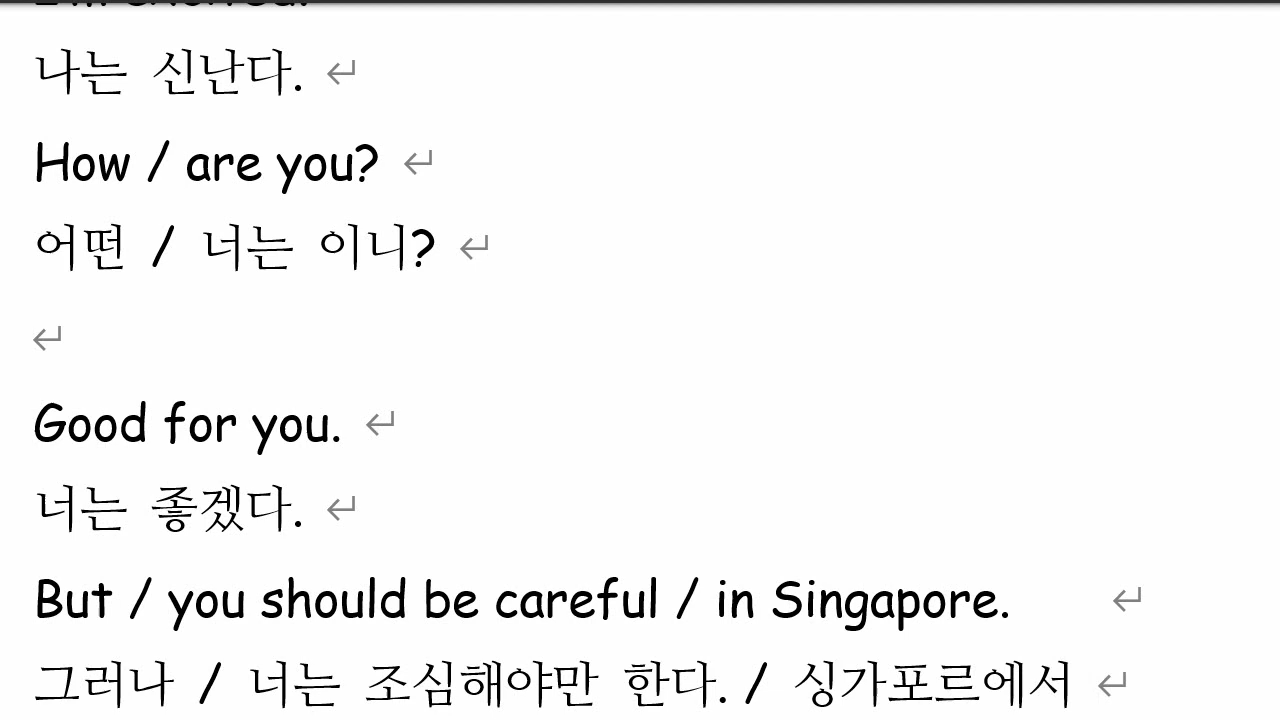 나는 신난다. ↵
How / are you? ↵
어떤 / 너는 이니? ↵
↵
Good for you. ↵
너는 좋겠다. ↵
But / you should be careful / in Singapore. ↵
그러나 / 너는 조심해야만 한다. / 싱가포르에서 ↵